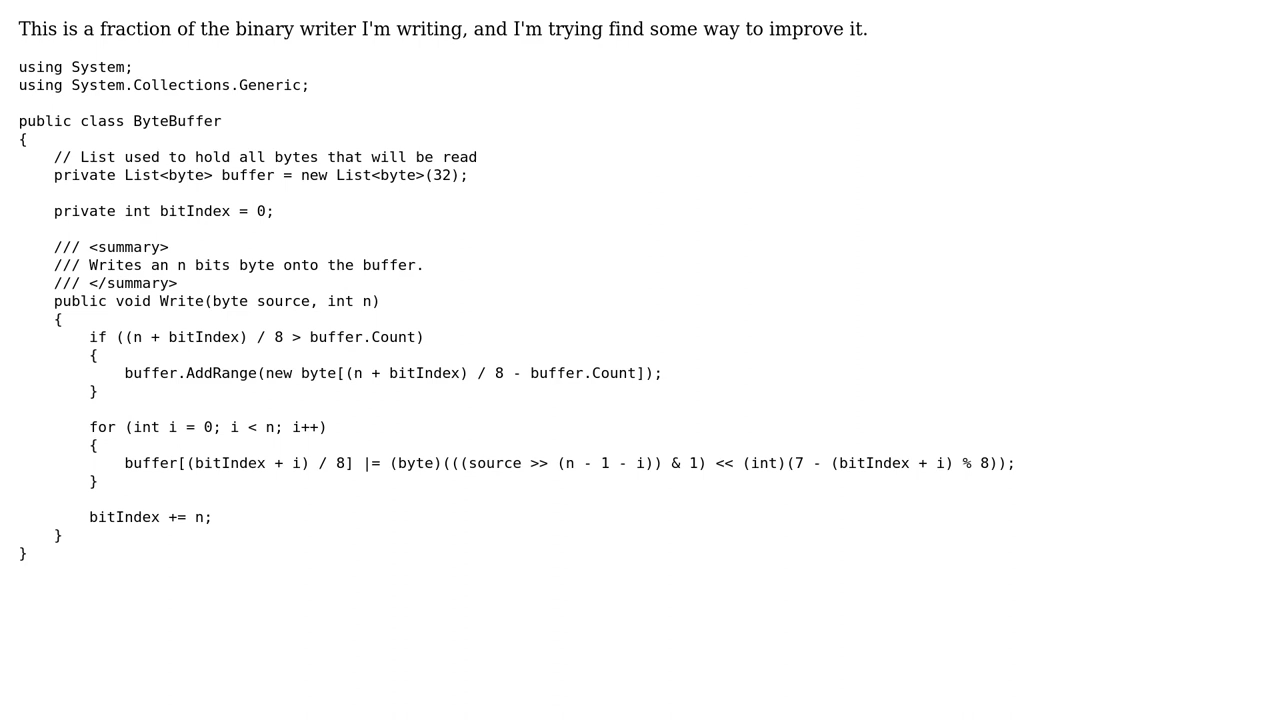 This is a fraction of the binary writer I'm writing, and I'm trying find some way to improve it.
using System;
using System.Collections.Generic;
public class ByteBuffer
{
    // List used to hold all bytes that will be read
    private List<byte> buffer = new List<byte>(32);
    private int bitIndex = 0;
    /// <summary>
    /// Writes an n bits byte onto the buffer.
    /// </summary>
    public void Write(byte source, int n)
    {
        if ((n + bitIndex) / 8 > buffer.Count)
        {
            buffer.AddRange(new byte[(n + bitIndex) / 8 - buffer.Count]);
        }
        for (int i = 0; i < n; i++)
        {
            buffer[(bitIndex + i) / 8] |= (byte)(((source >> (n - 1 - i)) & 1) << (int)(7 - (bitIndex + i) % 8));
        }
        bitIndex += n;
    }
}